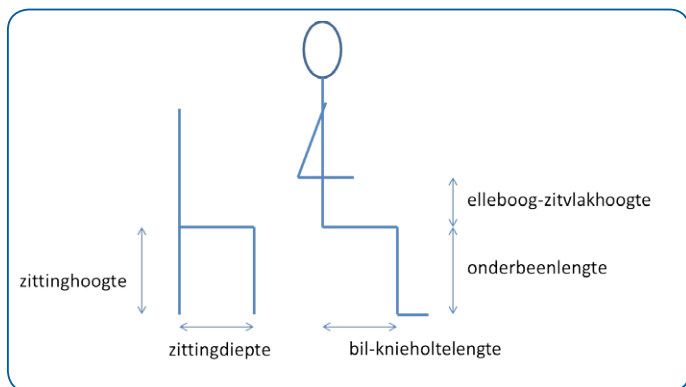 elleboog-zitvlakhoogte
onderbeenlengte
zittinghoogte
zittingdiepte
bil-knieholtelengte